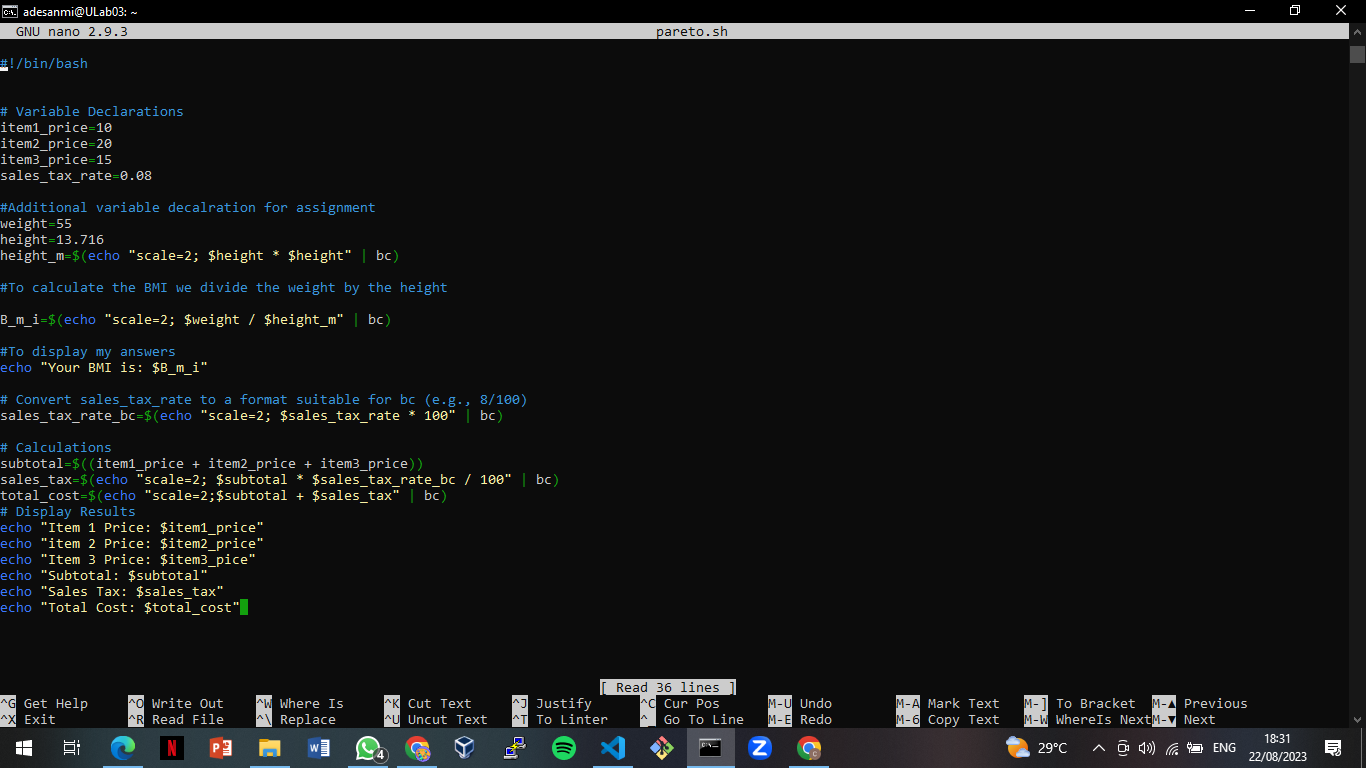 adesanmi@ULab03: ~
GNU nano 2.9.3 pareto.sh
#!/bin/bash
# Variable Declarations
item1_price=10
item2_price=20
item3_price=15
sales_tax_rate=0.08
#Additional variable decalration for assignment
weight=55
height=13.716
height_m=$(echo "scale=2; $height * $height" | bc)
#To calculate the BMI we divide the weight by the height
B_m_i=$(echo "scale=2; $weight / $height_m" | bc)
#To display my answers
echo "Your BMI is: $B_m_i"
# Convert sales_tax_rate to a format suitable for bc (e.g., 8/100)
sales_tax_rate_bc=$(echo "scale=2; $sales_tax_rate * 100" | bc)
# Calculations
subtotal=$((item1_price + item2_price + item3_price))
sales_tax=$(echo "scale=2; $subtotal * $sales_tax_rate_bc / 100" | bc)
total_cost=$(echo "scale=2;$subtotal + $sales_tax" | bc)
# Display Results
echo "Item 1 Price: $item1_price"
echo "item 2 Price: $item2_price"
echo "Item 3 Price: $item3_pice"
echo "Subtotal: $subtotal"
echo "Sales Tax: $sales_tax"
echo "Total Cost: $total_cost"
[ Read 36 lines ]
^G Get Help ^O Write Out ^W Where Is ^K Cut Text ^J Justify ^C Cur Pos M-U Undo M-A Mark Text M-] To Bracket M-▲ Previous
^X Exit ^R Read File ^\ Replace ^U Uncut Text ^T To Linter ^_ Go To Line M-E Redo M-6 Copy Text M-W WhereIs Next M-▼ Next
4 29°C ENG 18:31
22/08/2023